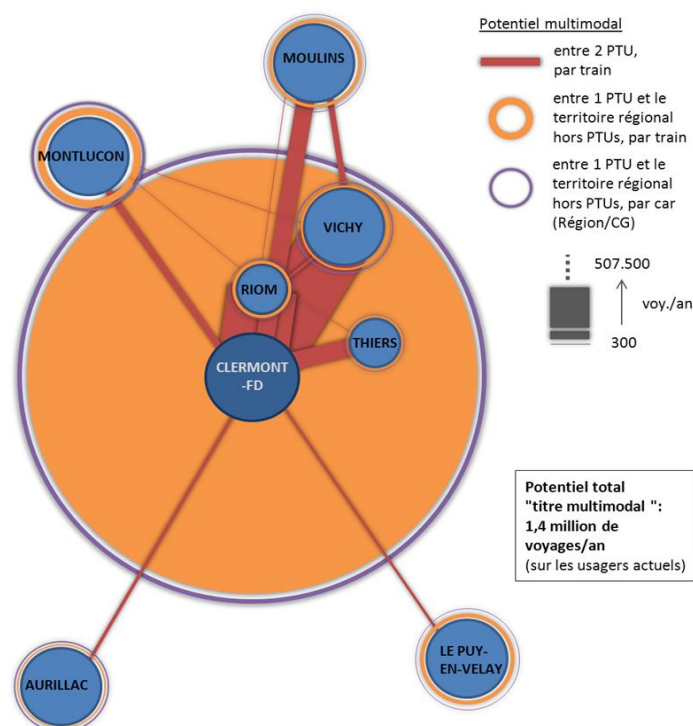 MOULINS
MONTLUCON
VICHY
RIOM
THIERS
CLERMONT
-FD
AURILLAC
LE PUY-
EN-VELAY
Potentiel multimodal
entre 2 PTU,
par train
entre 1 PTU et le
territoire régional
hors PTUs, par train
entre 1 PTU et le
territoire régional
hors PTUs, par car
(Région/CG)
507.500
voy./an
300
Potentiel total
"titre multimodal ":
1,4 million de
voyages/an
(sur les usagers actuels)